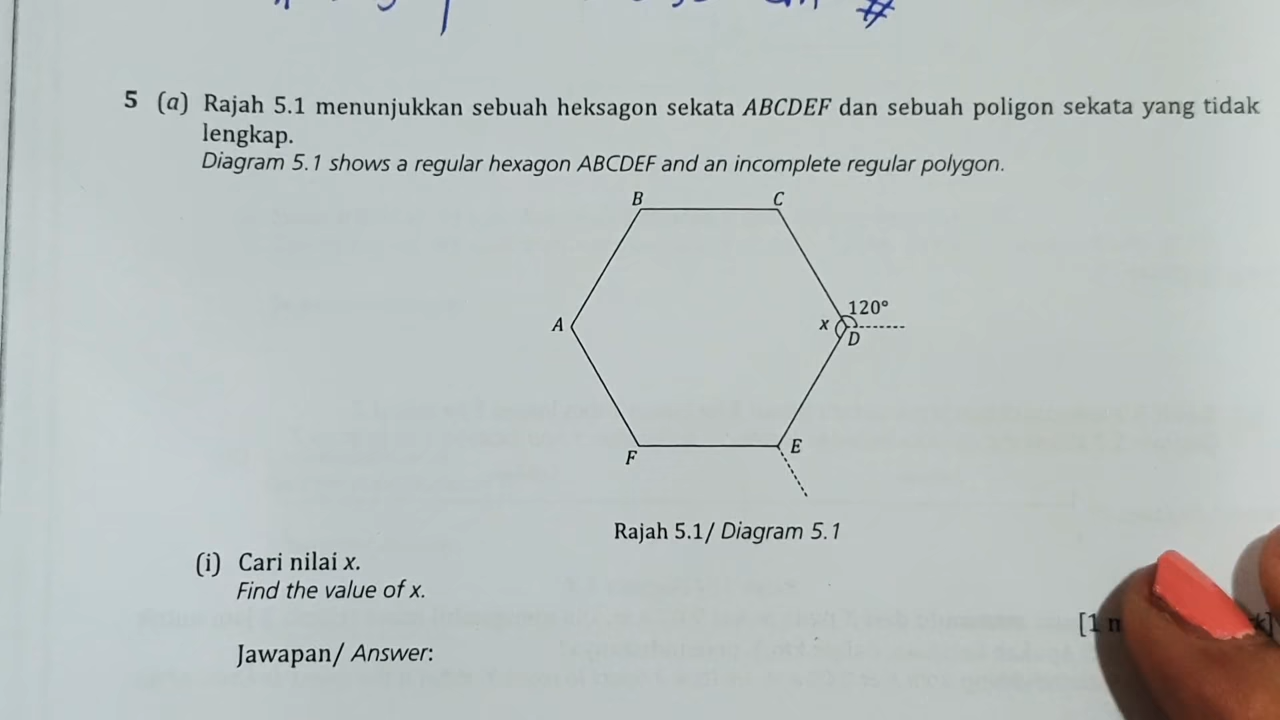 5 (a) Rajah 5.1 menunjukkan sebuah heksagon sekata ABCDEF dan sebuah poligon sekata yang tidak
lengkap.
Diagram 5.1 shows a regular hexagon ABCDEF and an incomplete regular polygon.
B C
120°
A x
D
F E
Rajah 5.1/ Diagram 5.1
(i) Cari nilai x.
Find the value of x.
[1
Jawapan/ Answer: